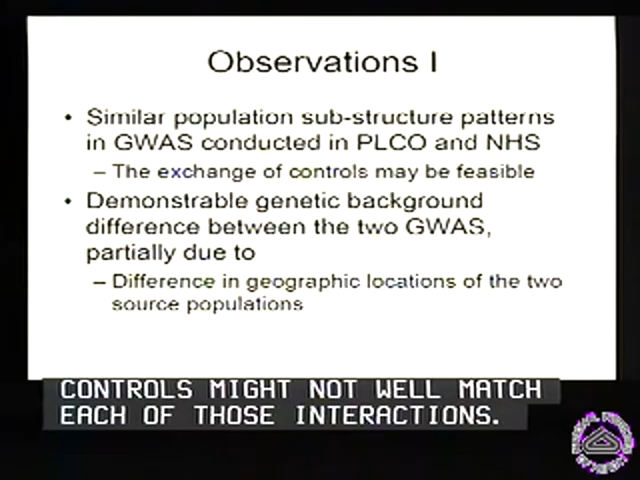 Observations I
• Similar population sub-structure patterns
in GWAS conducted in PLCO and NHS
– The exchange of controls may be feasible
• Demonstrable genetic background
difference between the two GWAS,
partially due to
– Difference in geographic locations of the two
source populations
CONTROLS MIGHT NOT WELL MATCH
EACH OF THOSE INTERACTIONS.